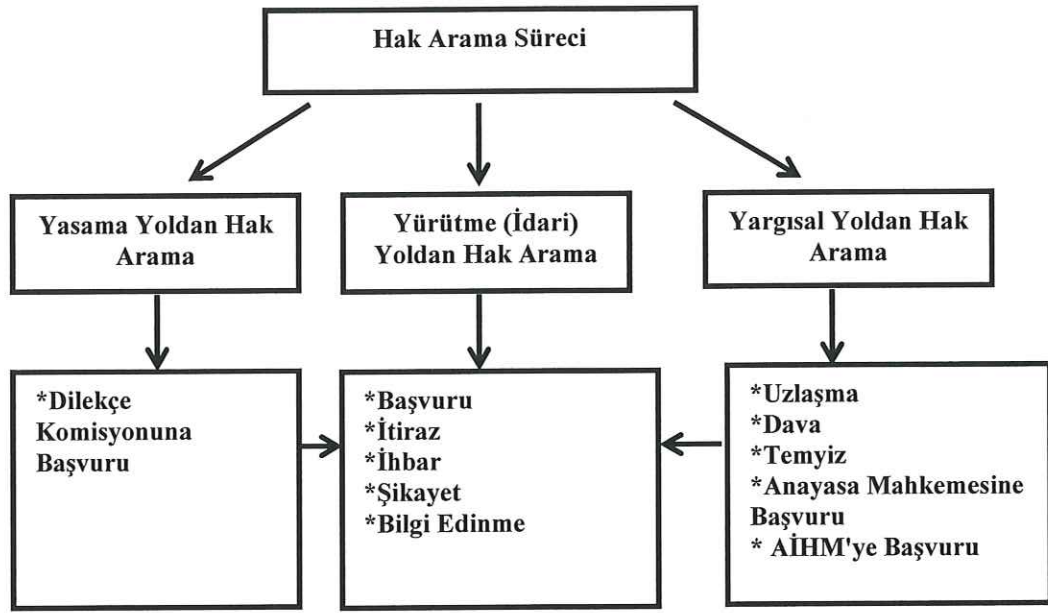 Hak Arama Süreci
Yasama Yoldan Hak
Arama
Yürütme (İdari)
Yoldan Hak Arama
Yargısal Yoldan Hak
Arama
*Dilekçe
Komisyonuna
Başvuru
*Başvuru
*İtiraz
*İhbar
*Şikayet
*Bilgi Edinme
*Uzlaşma
*Dava
*Temyiz
*Anayasa Mahkemesine
Başvuru
* AİHM'ye Başvuru